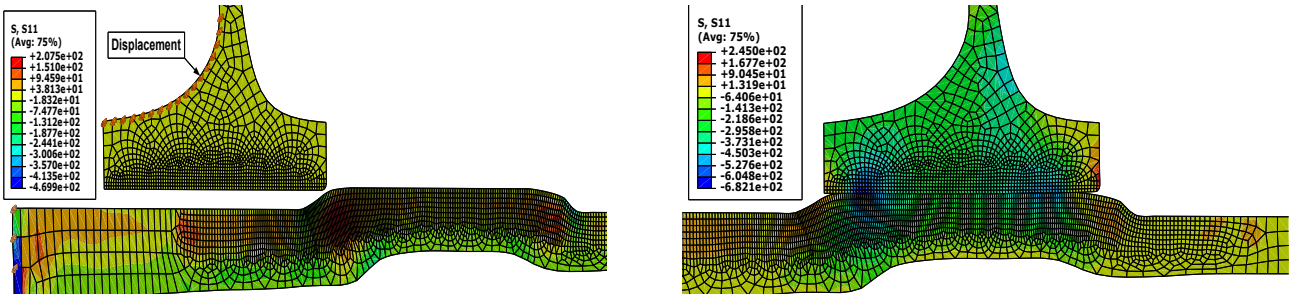 S, S11
(Avg: 75%)
+2.075e+02
+1.510e+02
+9.459e+01
+3.813e+01
-1.832e+01
-7.477e+01
-1.312e+02
-1.877e+02
-2.441e+02
-3.006e+02
-3.570e+02
-4.135e+02
-4.699e+02
Displacement
S, S11
(Avg: 75%)
+2.450e+02
+1.677e+02
+9.045e+01
+1.319e+01
-6.406e+01
-1.413e+02
-2.186e+02
-2.958e+02
-3.731e+02
-4.503e+02
-5.276e+02
-6.048e+02
-6.821e+02